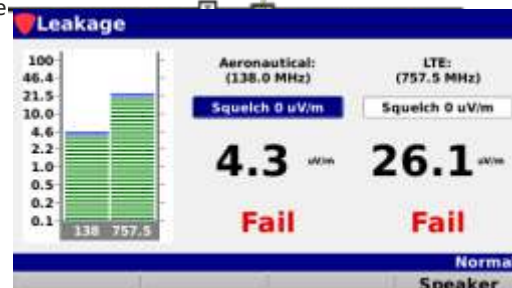 Leakage
100
46.4
21.5
10.0
4.6
2.2
1.0
0.5
0.2
0.1
138 757.5
Aeronautical:
(138.0 MHz)
Squelch 0 uV/m
4.3 uV/m
Fail
LTE:
(757.5 MHz)
Squelch 0 uV/m
26.1 uV/m
Fail
Norma
Speaker